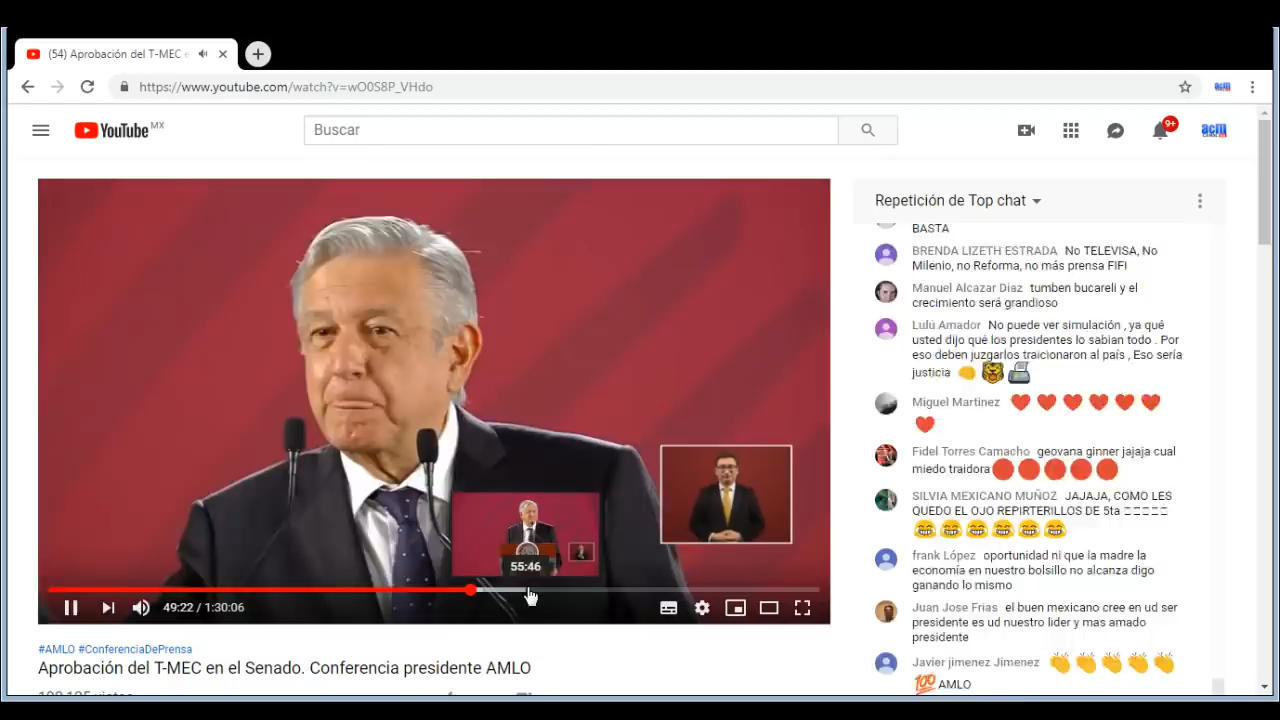 (54) Aprobación del T-MEC e
https://www.youtube.com/watch?v=wO0S8P_VHdo
YouTube MX
Buscar
9+
acm
Repetición de Top chat
BASTA
BRENDA LIZETH ESTRADA No TELEVISA, No
Milenio, no Reforma, no más prensa FIFI
Manuel Alcazar Diaz tumben bucareli y el
crecimiento será grandioso
Lulú Amador No puede ver simulación , ya qué
usted dijo qué los presidentes lo sabian todo . Por
eso deben juzgarlos traicionaron al país , Eso sería
justicia
Miguel Martinez
Fidel Torres Camacho geovana ginner jajaja cual
miedo traidora
SILVIA MEXICANO MUÑOZ JAJAJA, COMO LES
QUEDO EL OJO REPIRTERILLOS DE 5ta
frank López oportunidad ni que la madre la
economía en nuestro bolsillo no alcanza digo
ganando lo mismo
Juan Jose Frias el buen mexicano cree en ud ser
presidente es ud nuestro lider y mas amado
presidente
Javier jimenez Jimenez
100 AMLO
55:46
49:22 / 1:30:06
#AMLO #ConferenciaDePrensa
Aprobación del T-MEC en el Senado. Conferencia presidente AMLO